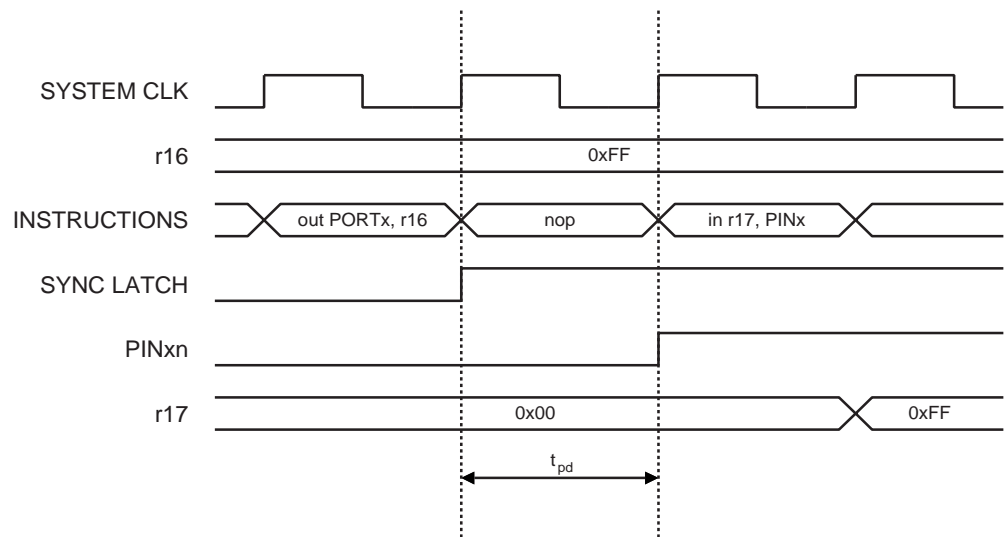 SYSTEM CLK
r16
0xFF
INSTRUCTIONS
out PORTx, r16
nop
in r17, PINx
SYNC LATCH
PINxn
r17
0x00
0xFF
tpd